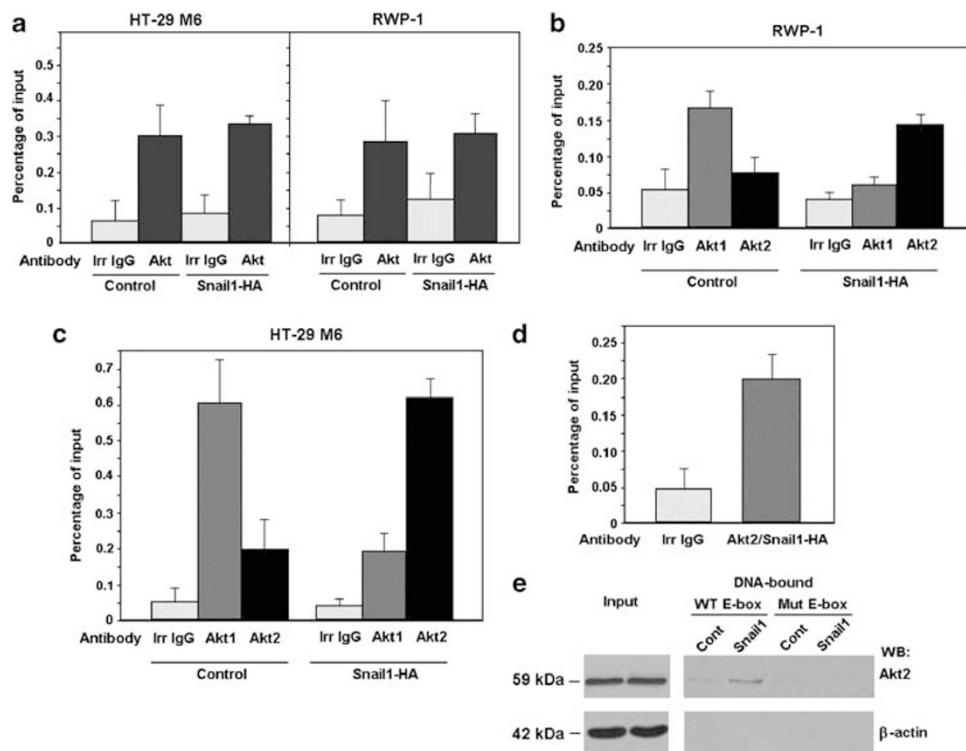 a
HT-29 M6
RWP-1
Percentage of input
0.5
0.4
0.3
0.2
0.1
0
Antibody
Irr IgG Akt Irr IgG Akt
Irr IgG Akt Irr IgG Akt
Control Snail1-HA
Control Snail1-HA
b
RWP-1
Percentage of input
0.25
0.20
0.15
0.10
0.05
0
Antibody
Irr IgG Akt1 Akt2
Irr IgG Akt1 Akt2
Control Snail1-HA
c
HT-29 M6
Percentage of input
0.7
0.6
0.5
0.4
0.3
0.2
0.1
0
Antibody
Irr IgG Akt1 Akt2
Irr IgG Akt1 Akt2
Control Snail1-HA
d
Percentage of input
0.25
0.20
0.15
0.10
0.05
0
Antibody Irr IgG Akt2/Snail1-HA
e
DNA-bound
Input WT E-box Mut E-box
Cont Snail1 Cont Snail1
WB:
59 kDa Akt2
42 kDa β-actin